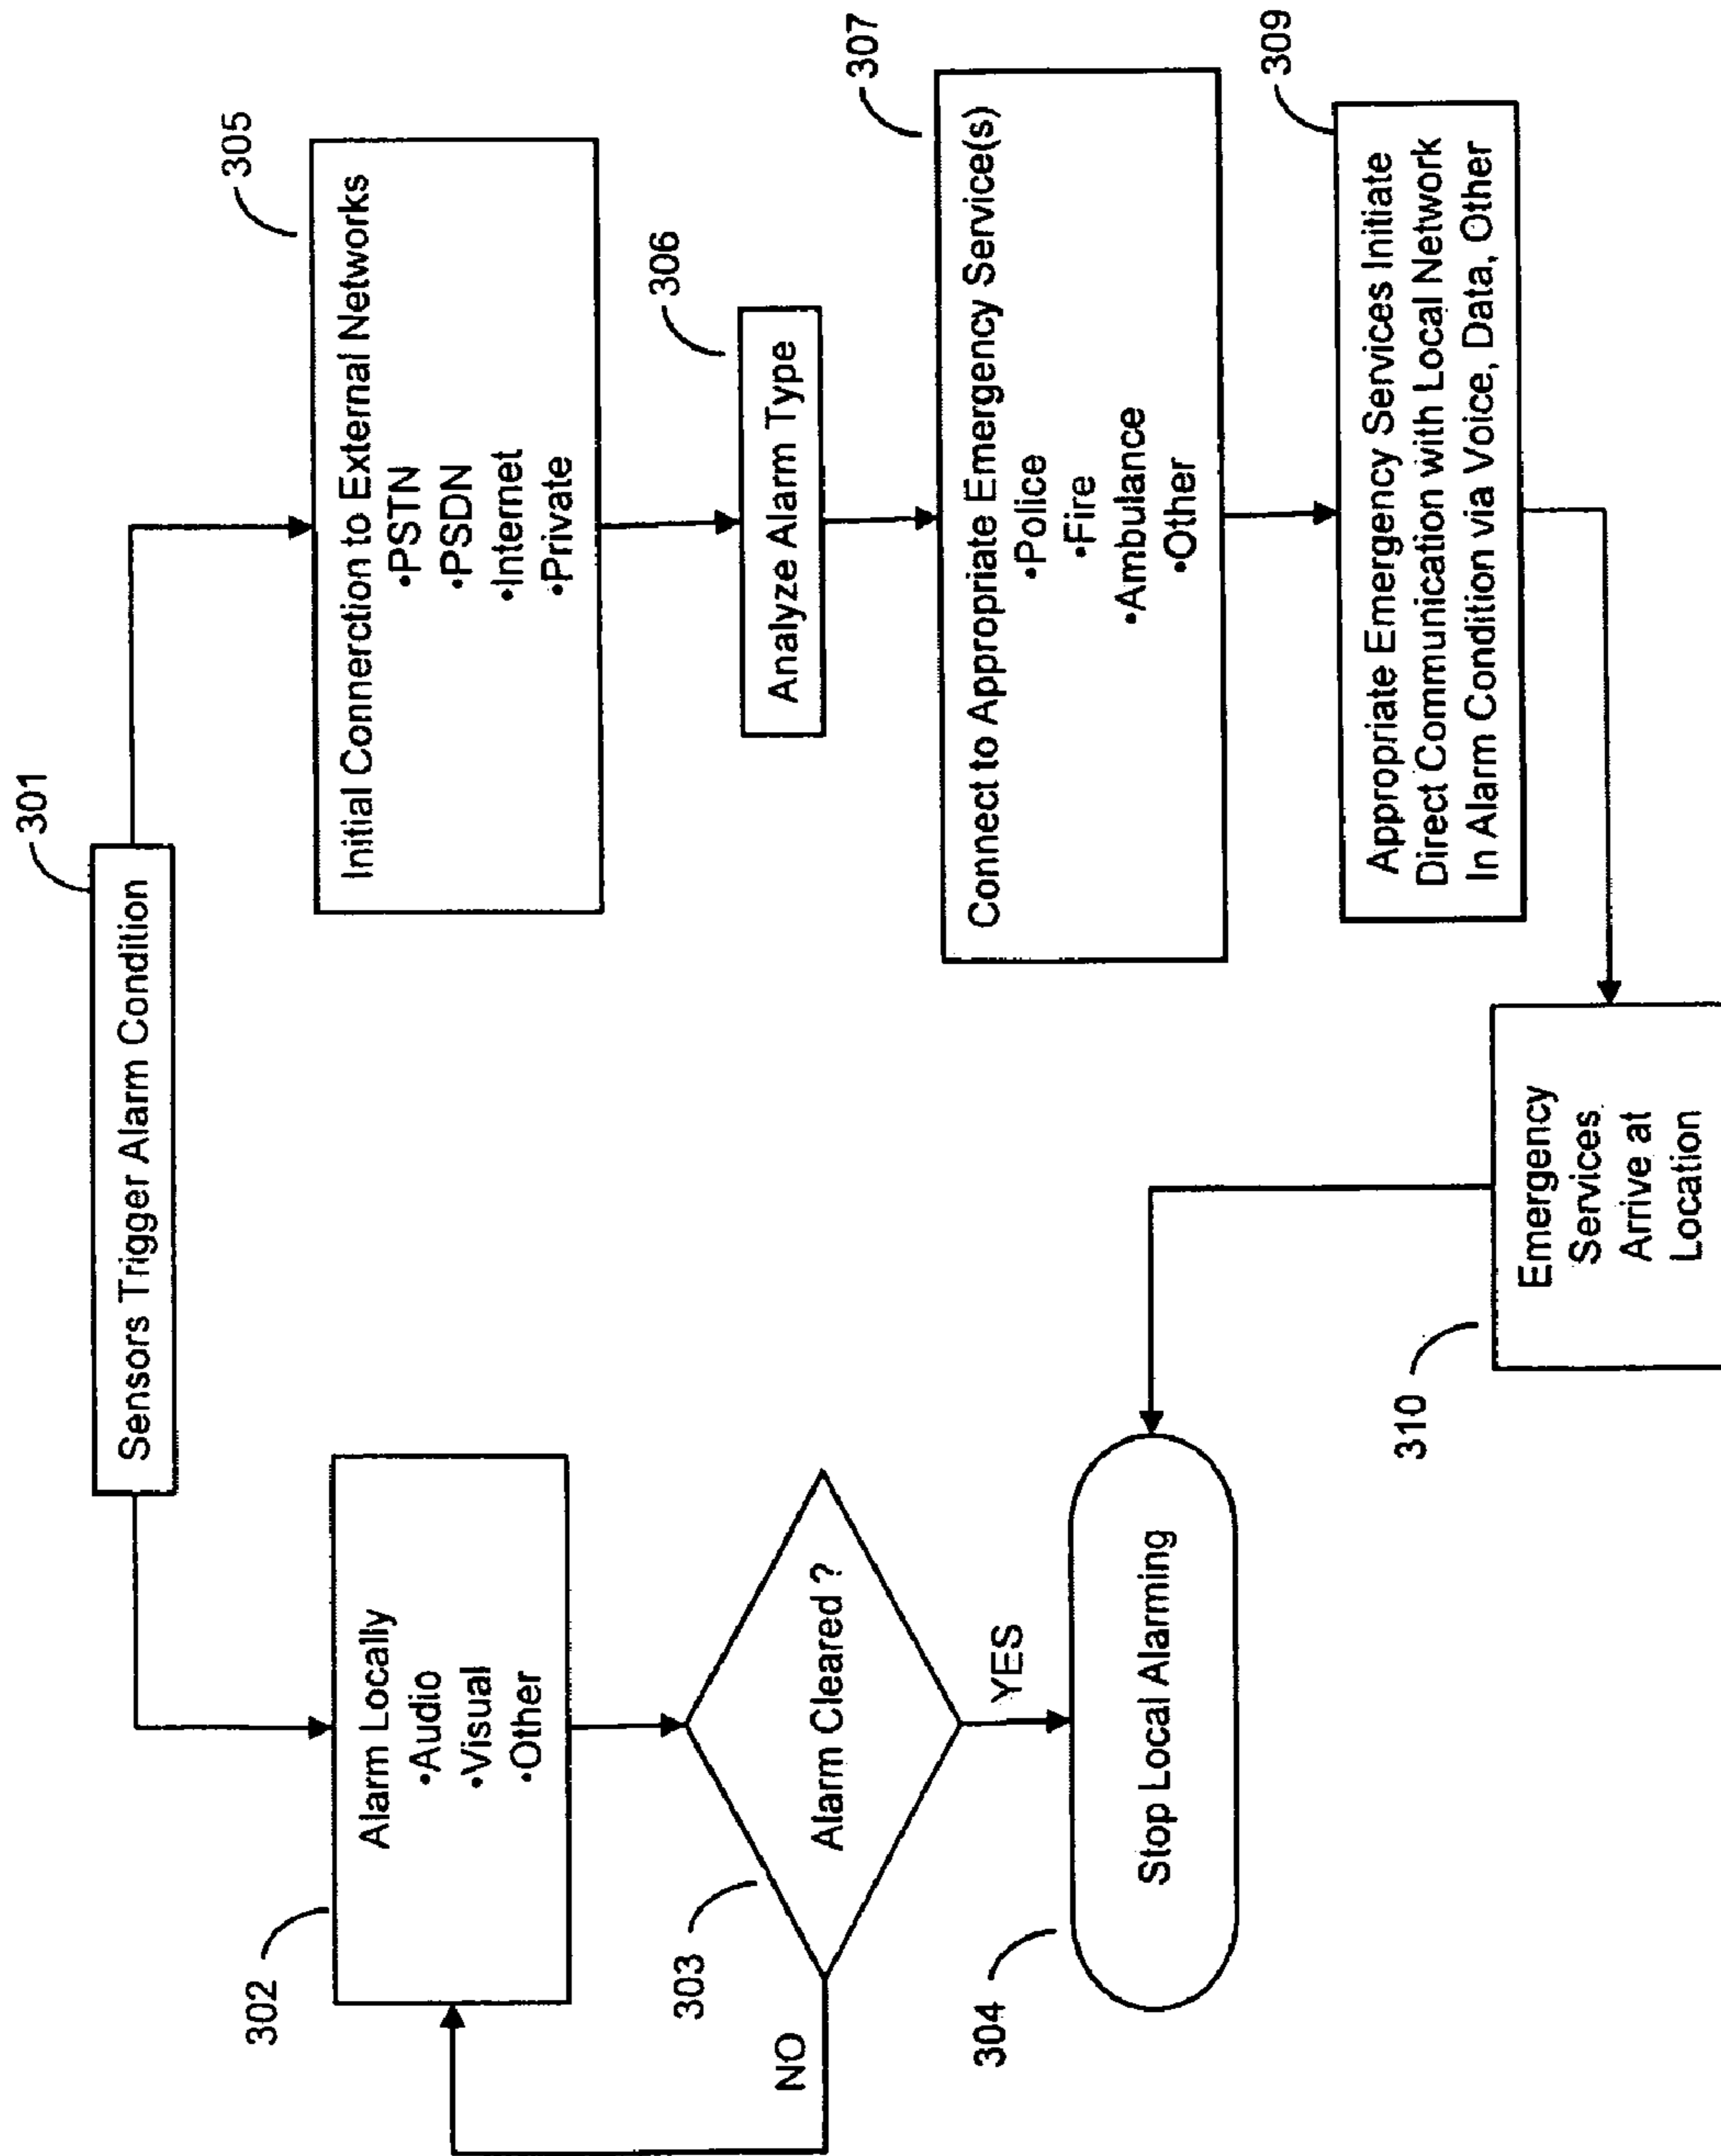 301
Sensors Trigger Alarm Condition
302
Alarm Locally
•Audio
•Visual
•Other
303
Alarm Cleared ?
NO
YES
304
Stop Local Alarming
305
Initial Conerction to External Networks
•PSTN
•PSDN
•Internet
•Private
306
Analyze Alarm Type
307
Connect to Appropriate Emergency Service(s)
•Police
•Fire
•Ambulance
•Other
309
Appropriate Emergency Services Initiate
Direct Communication with Local Network
In Alarm Condition via Voice, Data, Other
310
Emergency
Services
Arrive at
Location